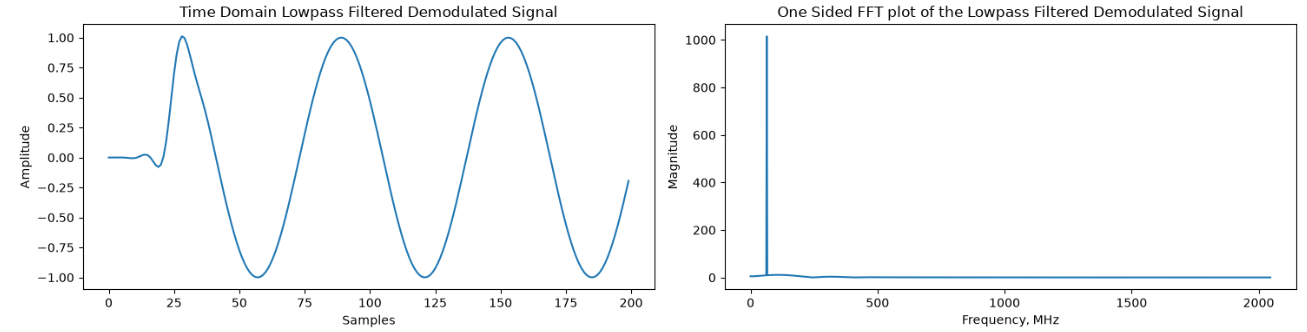 Time Domain Lowpass Filtered Demodulated Signal
1.00
0.75
0.50
0.25
0.00
−0.25
−0.50
−0.75
−1.00
Amplitude
0 25 50 75 100 125 150 175 200
Samples
One Sided FFT plot of the Lowpass Filtered Demodulated Signal
1000
800
600
400
200
0
Magnitude
0 500 1000 1500 2000
Frequency, MHz